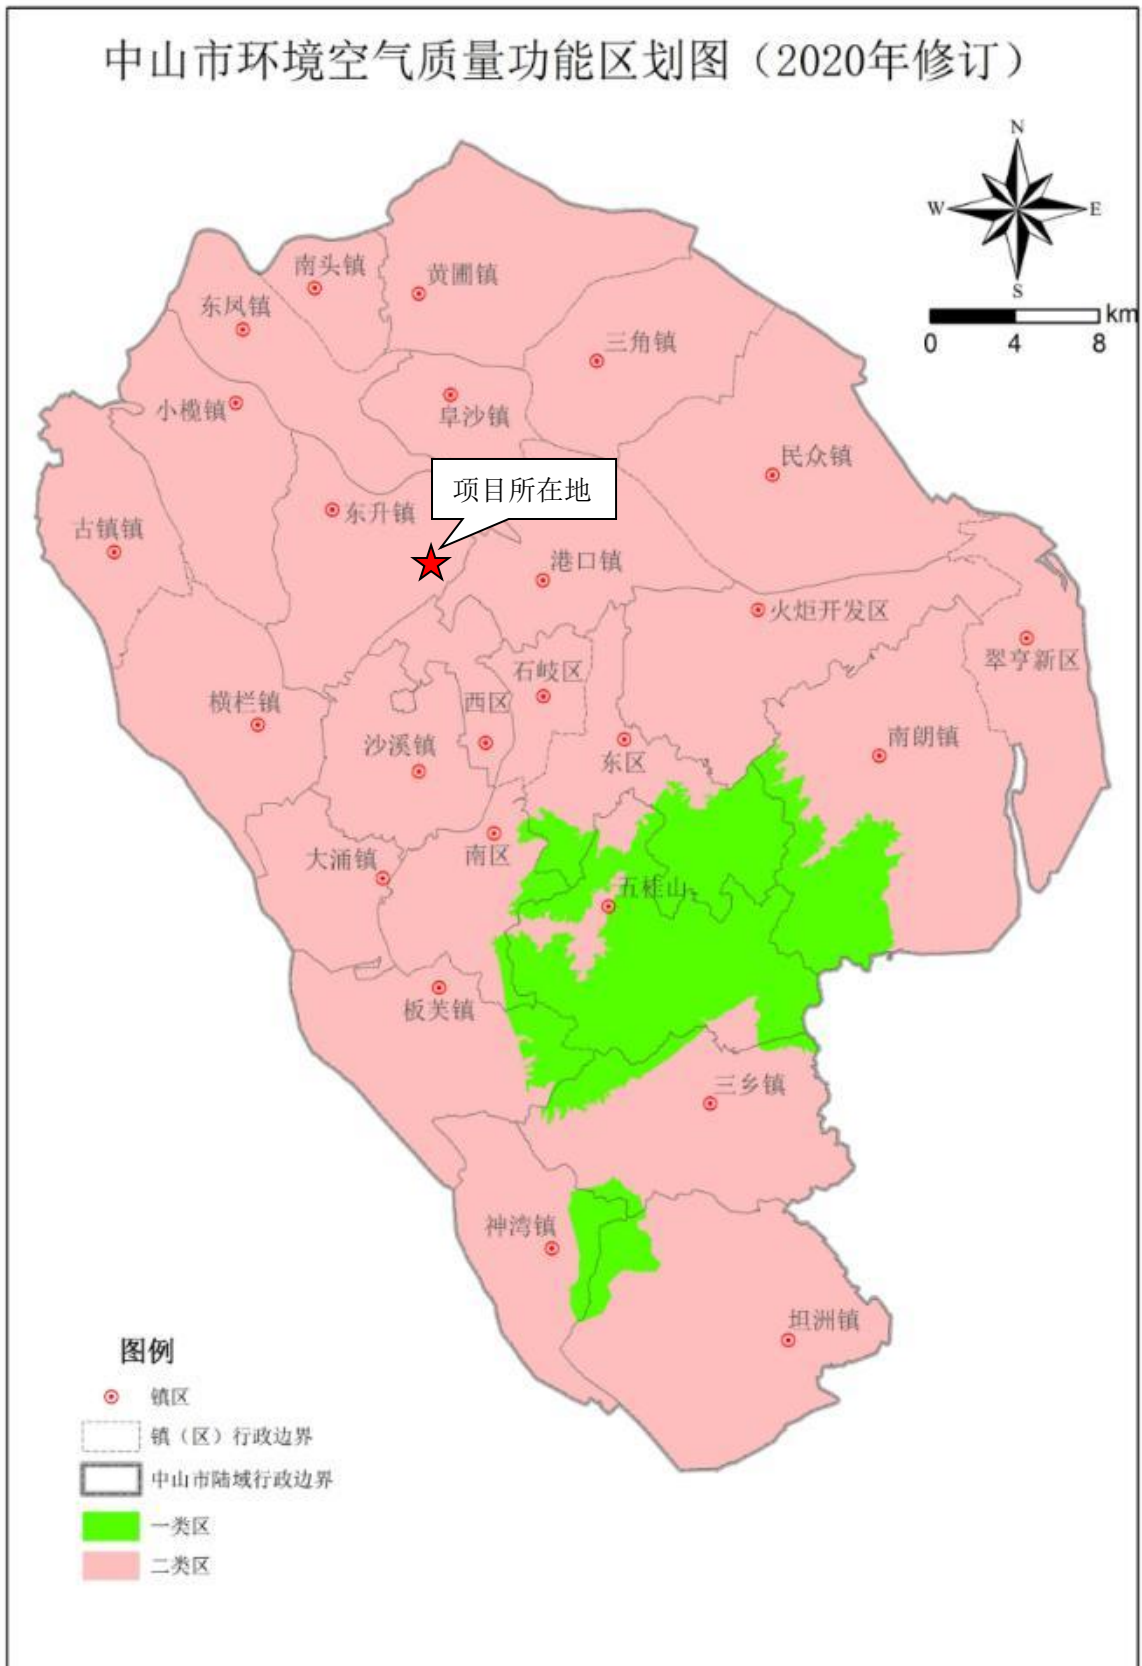 中山市环境空气质量功能区划图（2020年修订）
N
W
E
S
km
0 4 8
南头镇
黄圃镇
东凤镇
三角镇
小榄镇
阜沙镇
民众镇
项目所在地
东升镇
古镇镇
港口镇
火炬开发区
翠亨新区
石岐区
横栏镇
西区
沙溪镇
南朗镇
东区
南区
大涌镇
五桂山
板芙镇
三乡镇
神湾镇
坦洲镇
图例
镇区
镇（区）行政边界
中山市陆域行政边界
一类区
二类区